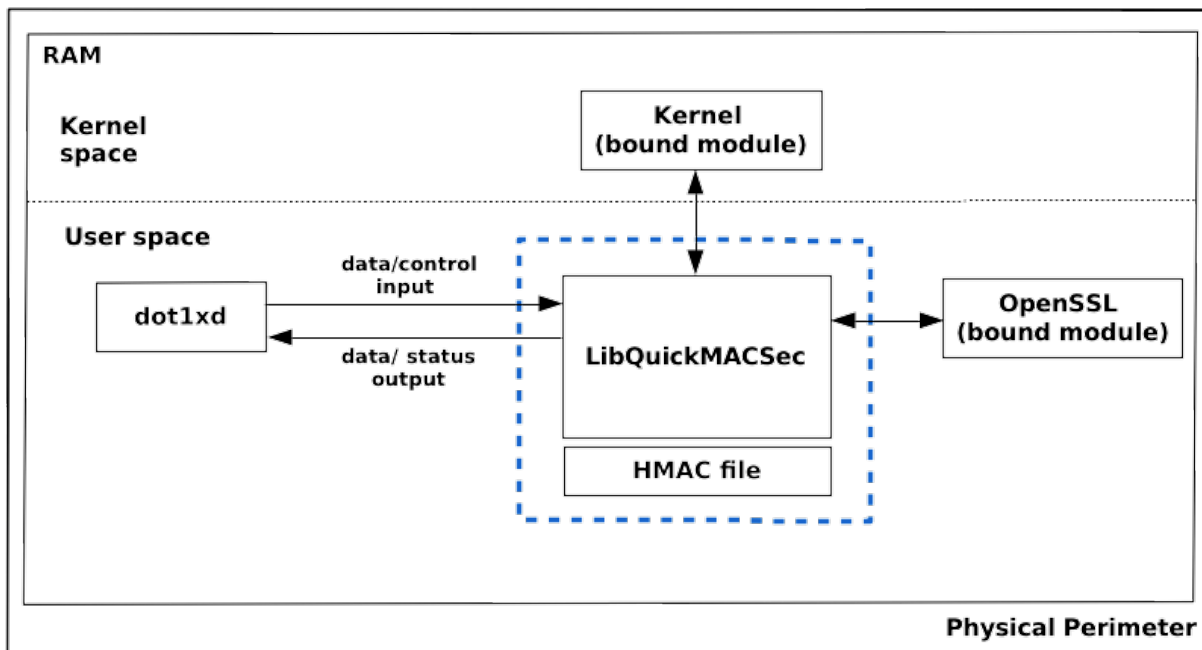 RAM
Kernel
space
Kernel
(bound module)
User space
data/control
input
dot1xd
data/ status
output
LibQuickMACSec
OpenSSL
(bound module)
HMAC file
Physical Perimeter